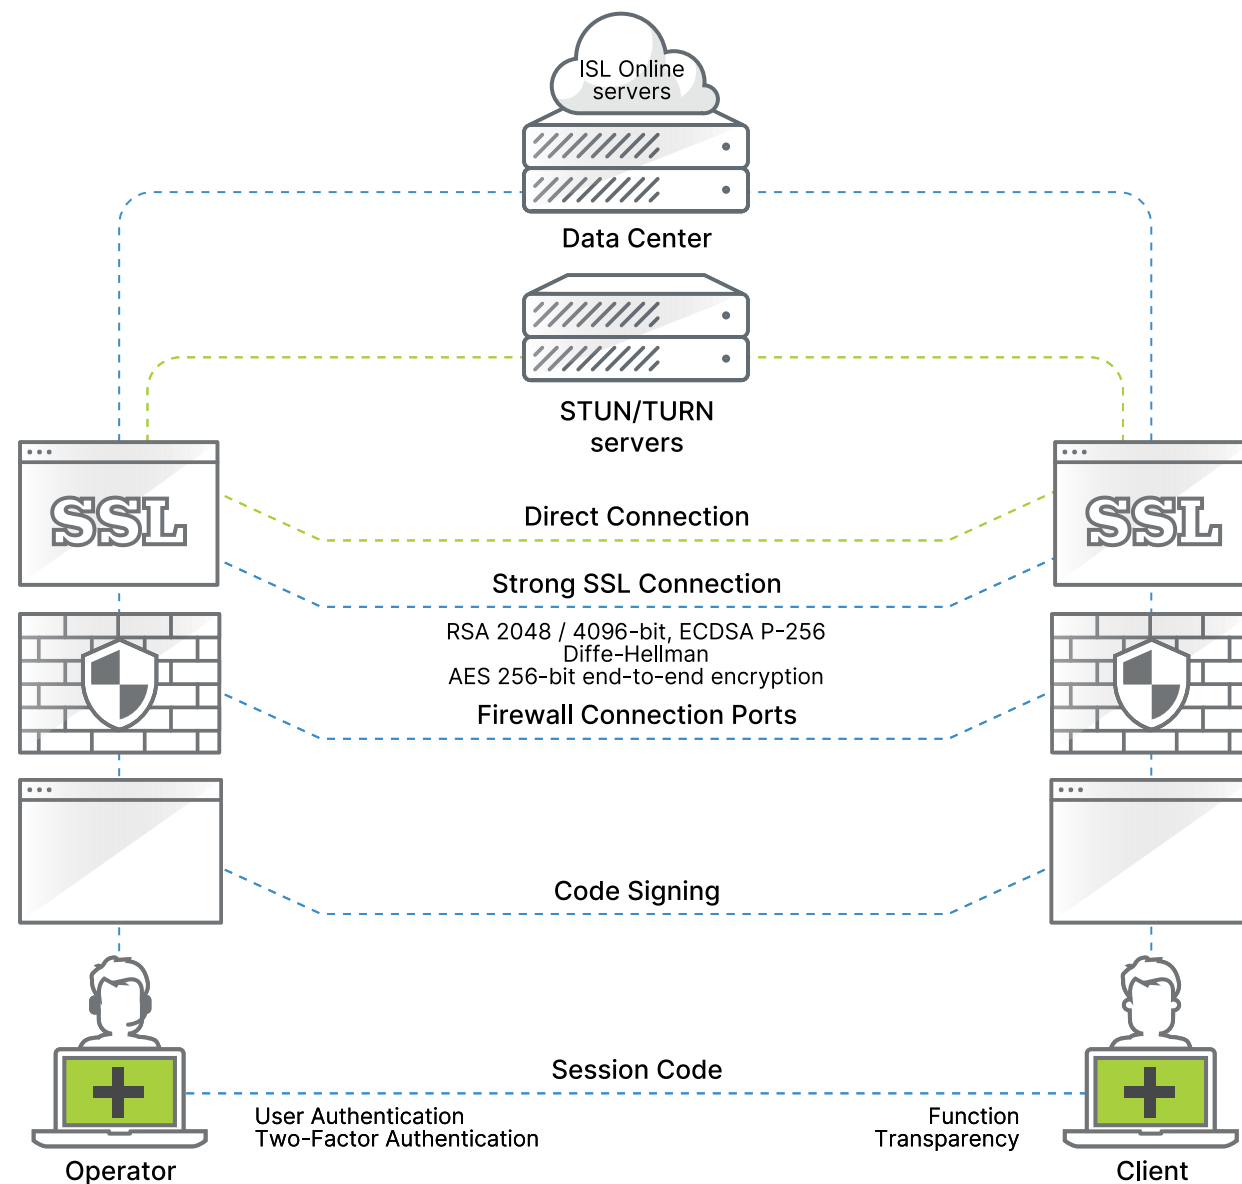 ISL Online
servers
Data Center
STUN/TURN
servers
SSL
SSL
Direct Connection
Strong SSL Connection
RSA 2048 / 4096-bit, ECDSA P-256
Diffe-Hellman
AES 256-bit end-to-end encryption
Firewall Connection Ports
Code Signing
Session Code
User Authentication
Two-Factor Authentication
Function
Transparency
Operator
Client